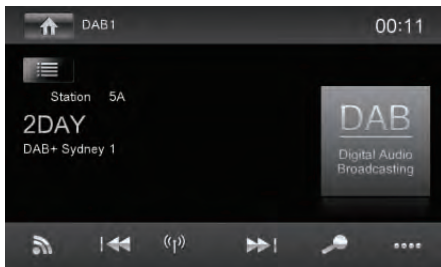 DAB1 00:11
Station 5A
2DAY
DAB+ Sydney 1
DAB
Digital Audio
Broadcasting